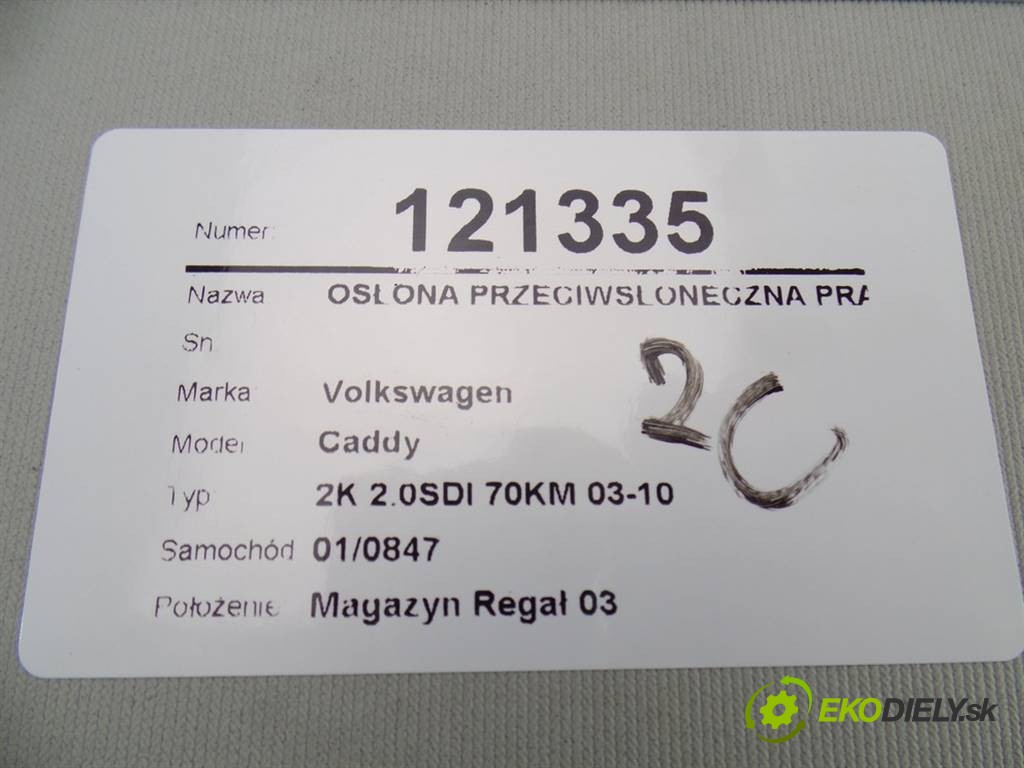 Numer 121335
Nazwa OSŁONA PRZECIWSŁONECZNA PRA
Sn
Marka Volkswagen
Model Caddy
Typ 2K 2.0SDI 70KM 03-10
Samochód 01/0847
Położenie Magazyn Regał 03
2C
EKODIELY.sk